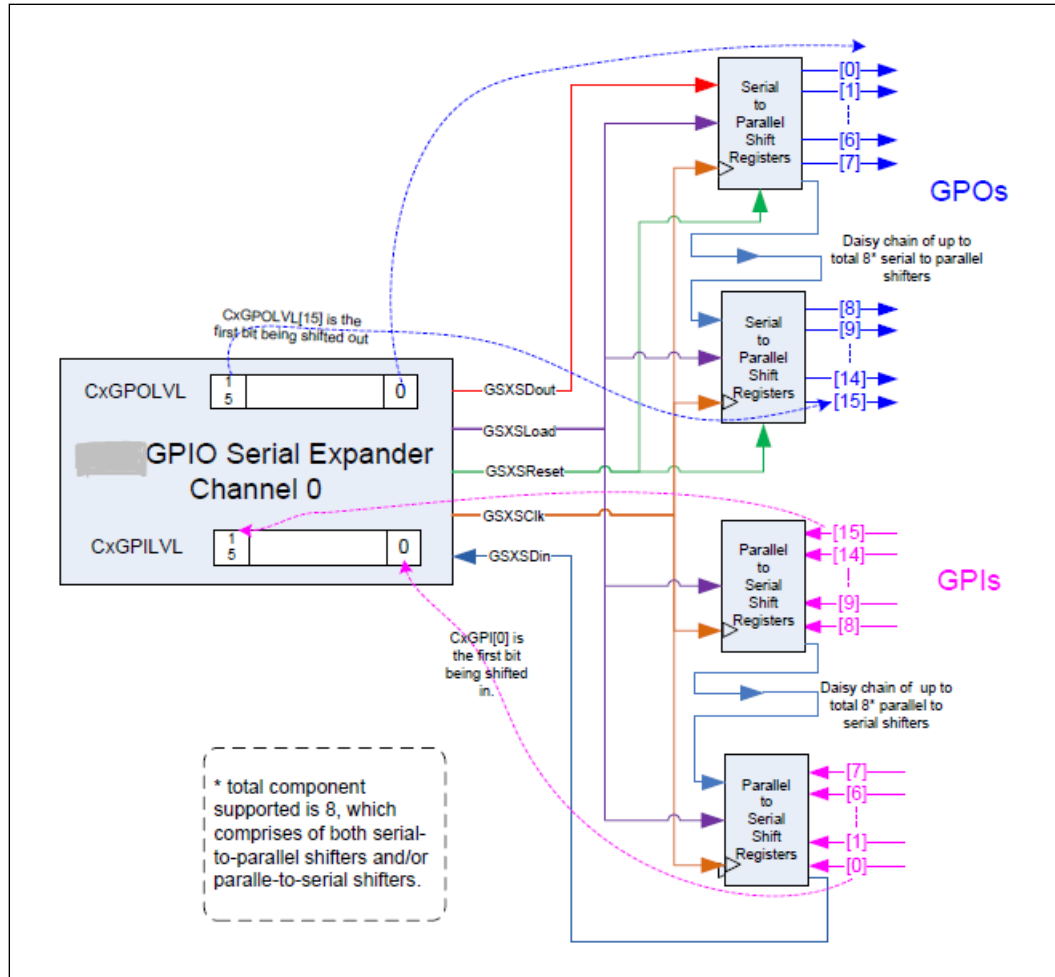 Serial
to
Parallel
Shift
Registers
[0]
[1]
[6]
[7]
GPOs
Daisy chain of up to
total 8* serial to parallel
shifters
CxGPOLVL[15] is the
first bit being shifted out
Serial
to
Parallel
Shift
Registers
[8]
[9]
[14]
[15]
CxGPOLVL
1
5
0
GSXSDout
GSXSLoad
GPIO Serial Expander
Channel 0
GSXSReset
GSXSClk
CxGPILVL
1
5
0
GSXSDin
Parallel
to
Serial
Shift
Registers
[15]
[14]
[9]
[8]
GPIs
CxGPI[0] is
the first bit
being shifted
in.
Daisy chain of up to
total 8* parallel to
serial shifters
Parallel
to
Serial
Shift
Registers
[7]
[6]
[1]
[0]
* total component
supported is 8, which
comprises of both serial-
to-parallel shifters and/or
paralle-to-serial shifters.